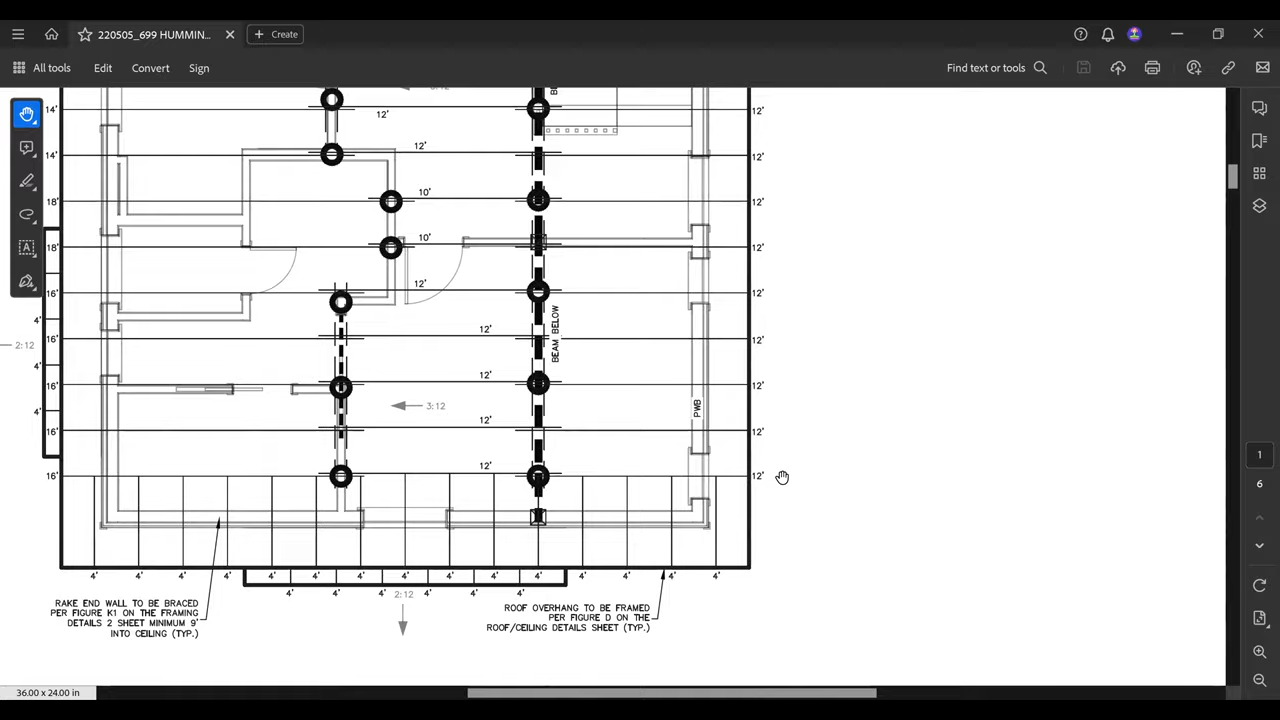 220505_699 HUMMIN...
Create
All tools
Edit
Convert
Sign
Find text or tools
14'
12'
12'
14'
12'
12'
18'
10'
12'
18'
10'
12'
16'
12'
12'
4'
16'
12'
12'
BEAM BELOW
2:12
4'
16'
12'
12'
4'
3:12
PWB
16'
12'
16'
12'
12'
4' 4' 4' 4' 4' 4' 4' 4' 4' 4' 4' 4' 4' 4' 4'
4' 4' 4' 4' 4' 4'
2:12
RAKE END WALL TO BE BRACED
PER FIGURE K1 ON THE FRAMING
DETAILS 2 SHEET MINIMUM 9'
INTO CEILING (TYP.)
ROOF OVERHANG TO BE FRAMED
PER FIGURE D ON THE
ROOF/CEILING DETAILS SHEET (TYP.)
1
6
36.00 x 24.00 in